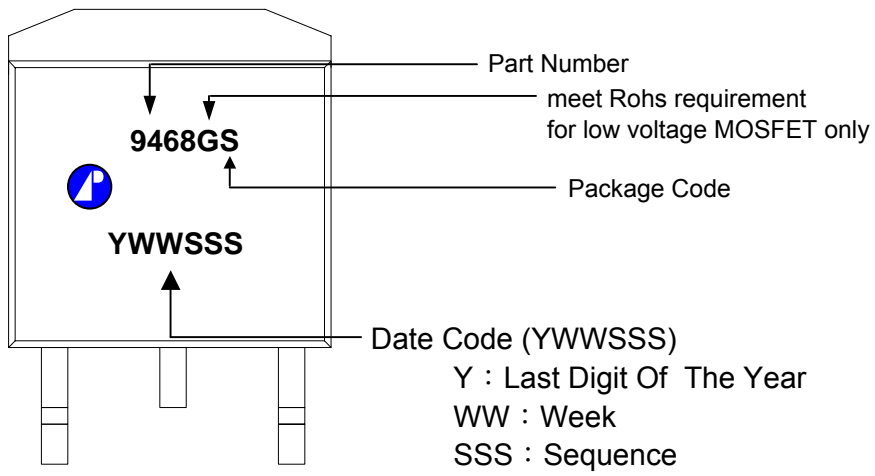 Part Number
meet Rohs requirement
for low voltage MOSFET only
9468GS
Package Code
YWWSSS
Date Code (YWWSSS)
Y：Last Digit Of The Year
WW：Week
SSS：Sequence